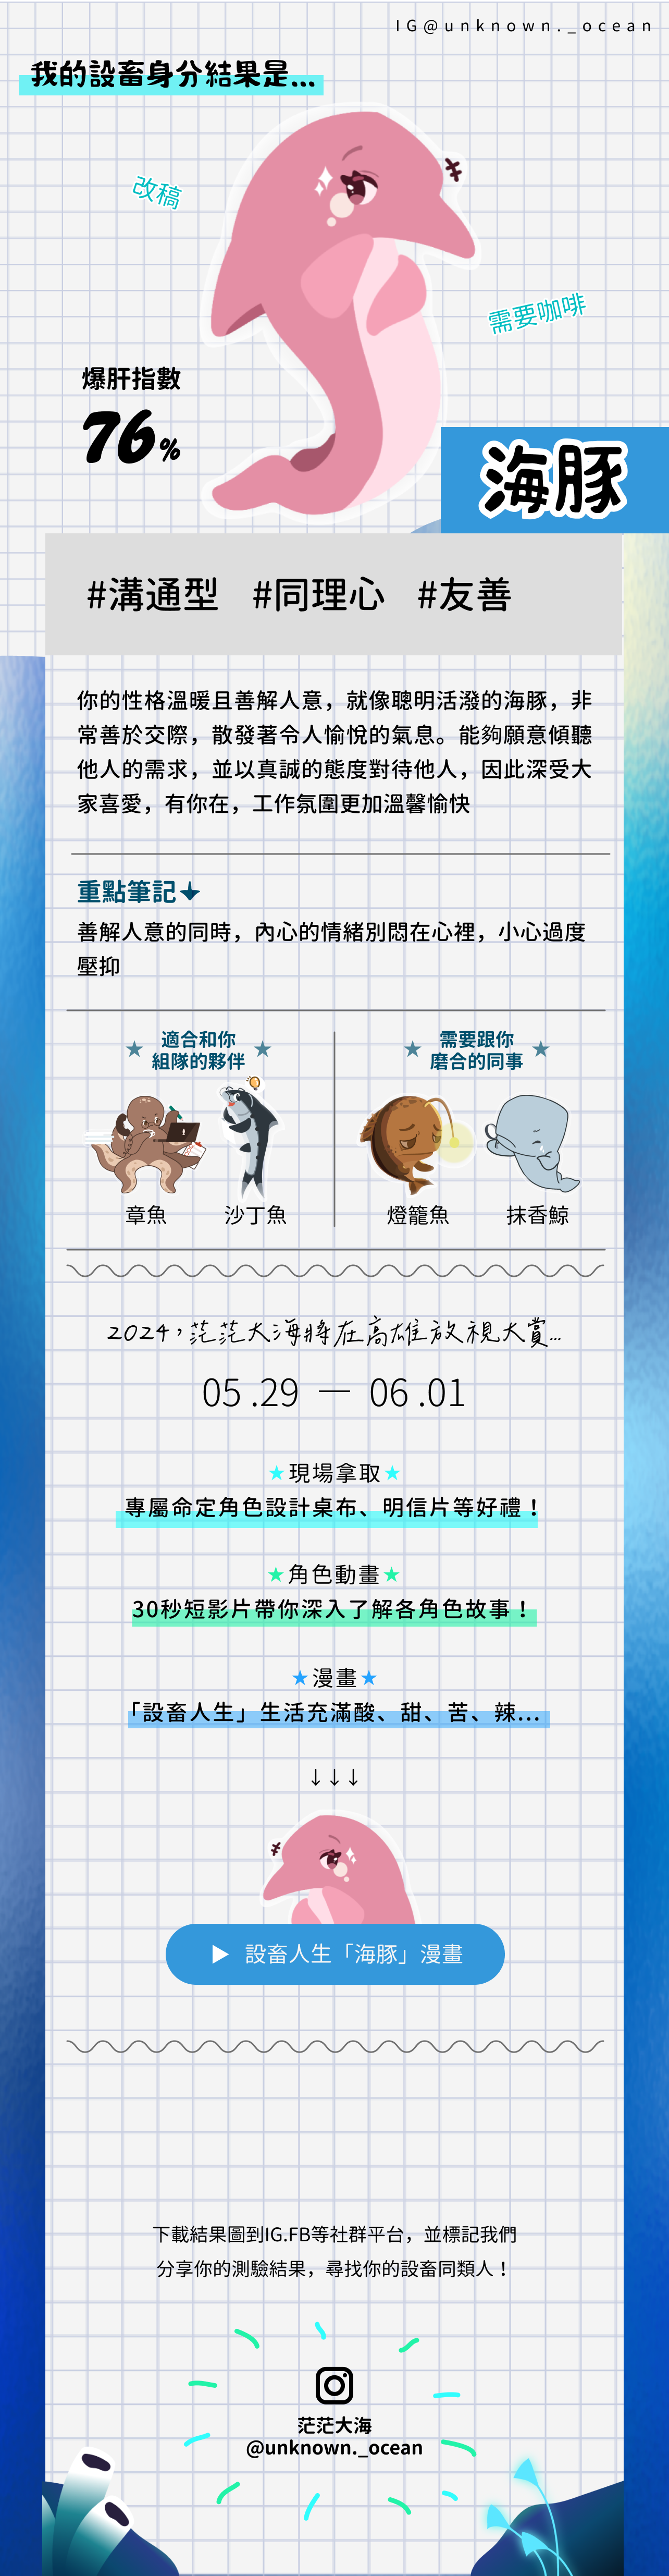 IG@unknown._ocean
我的設畜身分結果是...
改稿
需要咖啡
爆肝指數
76%
海豚
#溝通型 #同理心 #友善
你的性格溫暖且善解人意，就像聰明活潑的海豚，非
常善於交際，散發著令人愉悅的氣息。能夠願意傾聽
他人的需求，並以真誠的態度對待他人，因此深受大
家喜愛，有你在，工作氛圍更加溫馨愉快
重點筆記
善解人意的同時，內心的情緒別悶在心裡，小心過度
壓抑
★ 適合和你 ★
組隊的夥伴
★ 需要跟你 ★
磨合的同事
章魚
沙丁魚
燈籠魚
抹香鯨
2024，茫茫大海將在高雄放視大賞...
05.29 — 06.01
★現場拿取★
專屬命定角色設計桌布、明信片等好禮！
★角色動畫★
30秒短影片帶你深入了解各角色故事！
★漫畫★
「設畜人生」生活充滿酸、甜、苦、辣...
↓↓↓
▶ 設畜人生「海豚」漫畫
下載結果圖到IG.FB等社群平台，並標記我們
分享你的測驗結果，尋找你的設畜同類人！
茫茫大海
@unknown._ocean